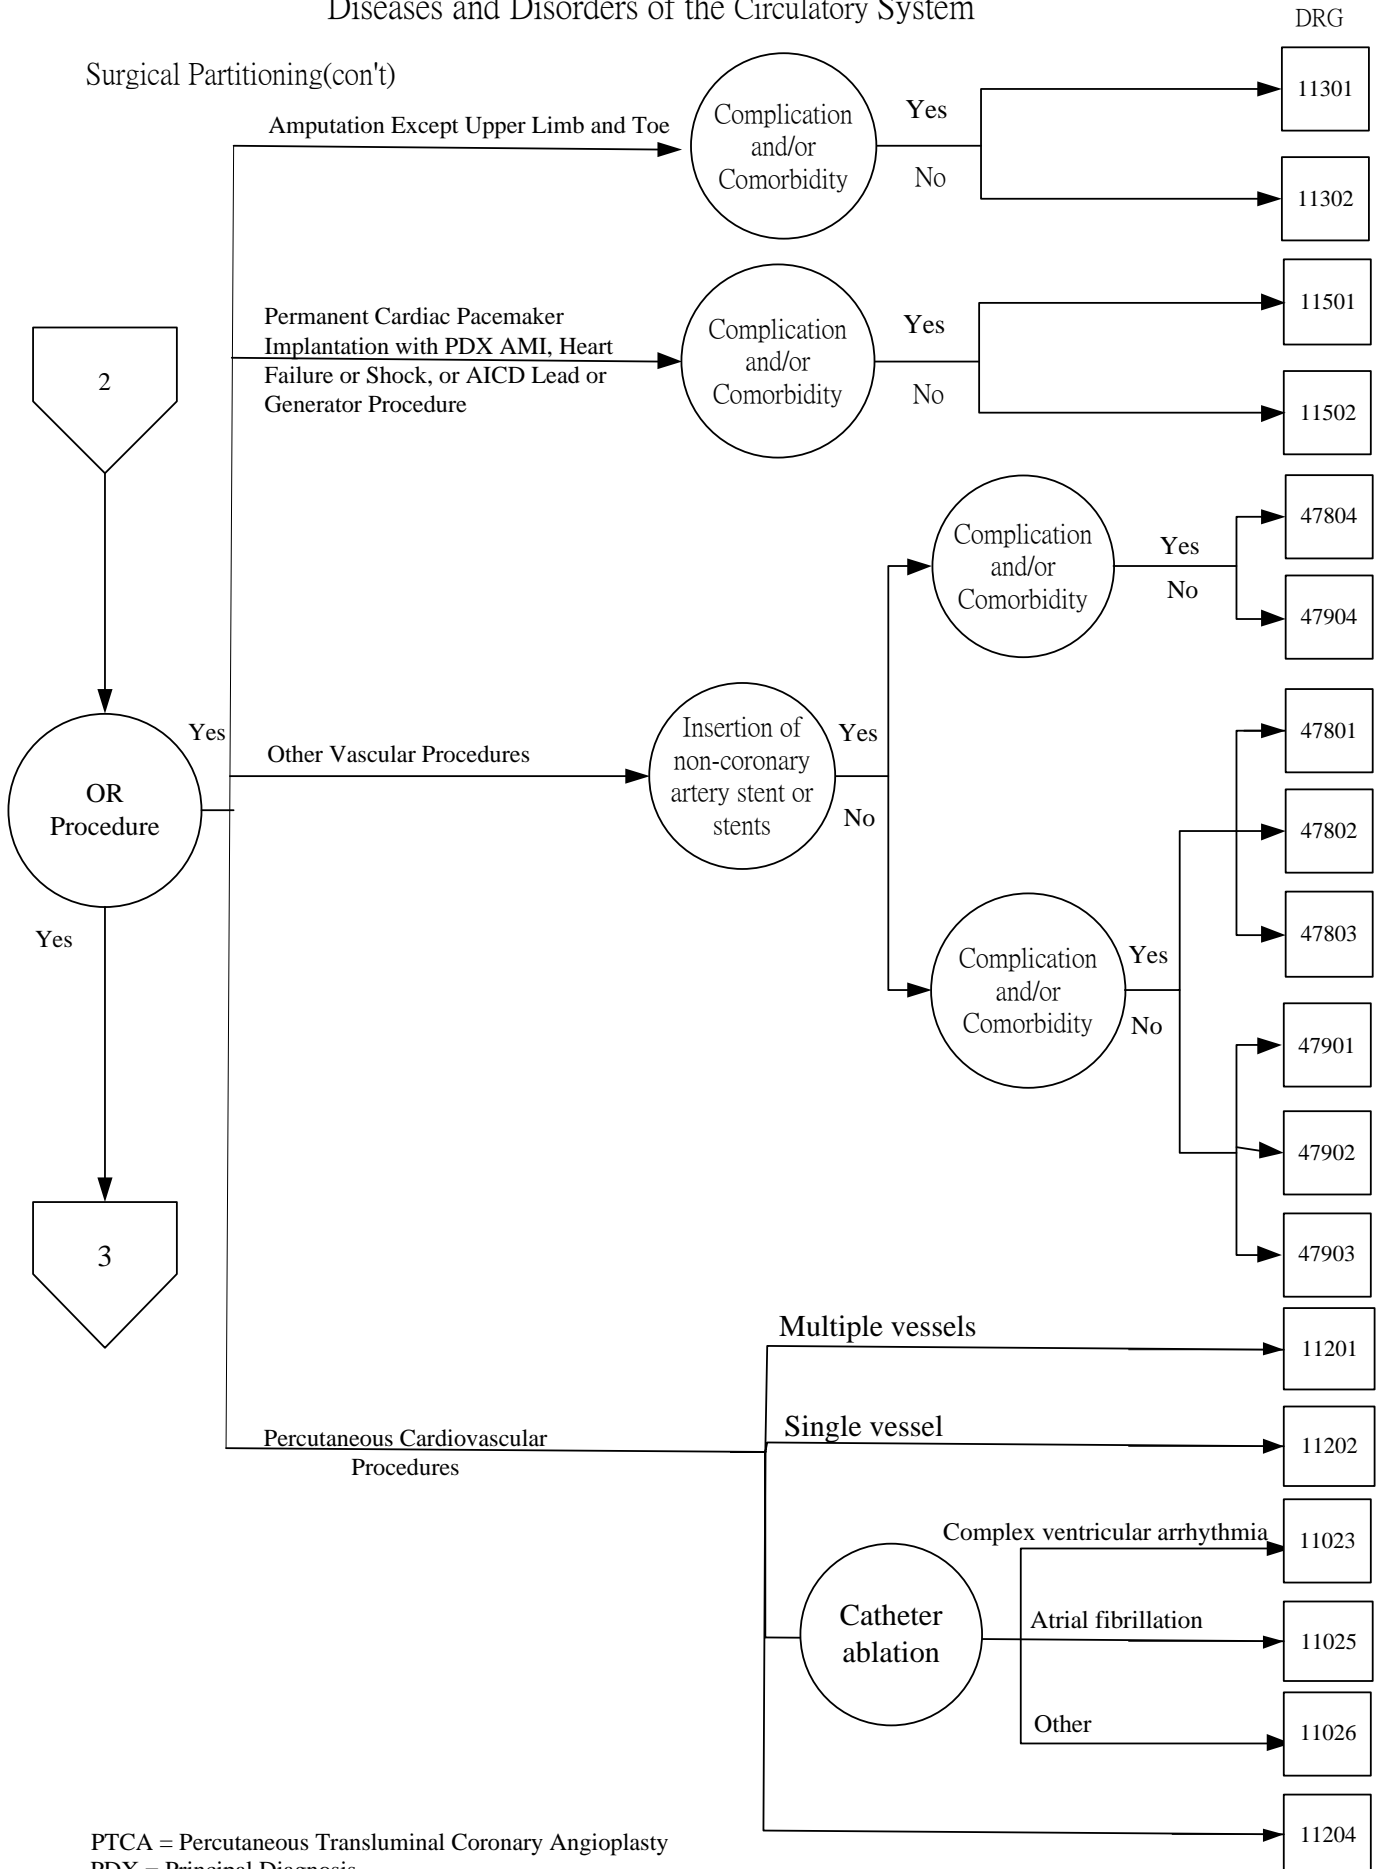 Diseases and Disorders of the Circulatory System
DRG
Surgical Partitioning(con't)
Amputation Except Upper Limb and Toe
Complication
and/or
Comorbidity
Yes
No
11301
11302
Permanent Cardiac Pacemaker
Implantation with PDX AMI, Heart
Failure or Shock, or AICD Lead or
Generator Procedure
Complication
and/or
Comorbidity
Yes
No
11501
11502
2
OR
Procedure
Yes
Yes
3
Other Vascular Procedures
Insertion of
non-coronary
artery stent or
stents
Yes
No
Complication
and/or
Comorbidity
Yes
No
47804
47904
Complication
and/or
Comorbidity
Yes
No
47801
47802
47803
47901
47902
47903
Percutaneous Cardiovascular
Procedures
Multiple vessels
11201
Single vessel
11202
Catheter
ablation
Complex ventricular arrhythmia
11023
Atrial fibrillation
11025
Other
11026
11204
PTCA = Percutaneous Transluminal Coronary Angioplasty
PDX = Principal Diagnosis